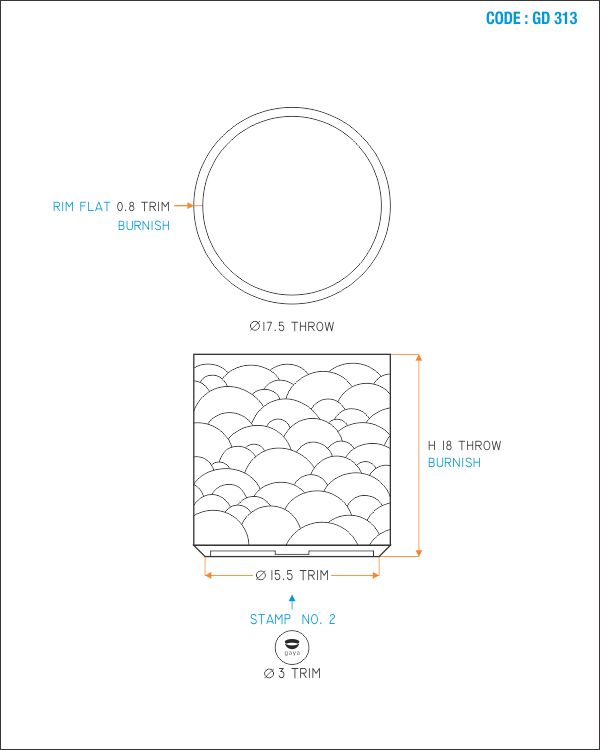 CODE : GD 313
RIM FLAT 0.8 TRIM
BURNISH
Ø17.5 THROW
H 18 THROW
BURNISH
Ø 15.5 TRIM
STAMP NO. 2
gaya
Ø 3 TRIM